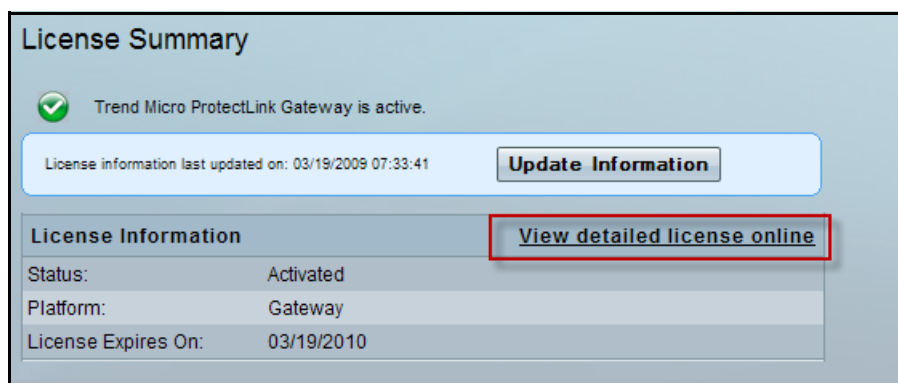 License Summary
Trend Micro ProtectLink Gateway is active.
License information last updated on: 03/19/2009 07:33:41 Update Information
License Information View detailed license online
Status: Activated
Platform: Gateway
License Expires On: 03/19/2010